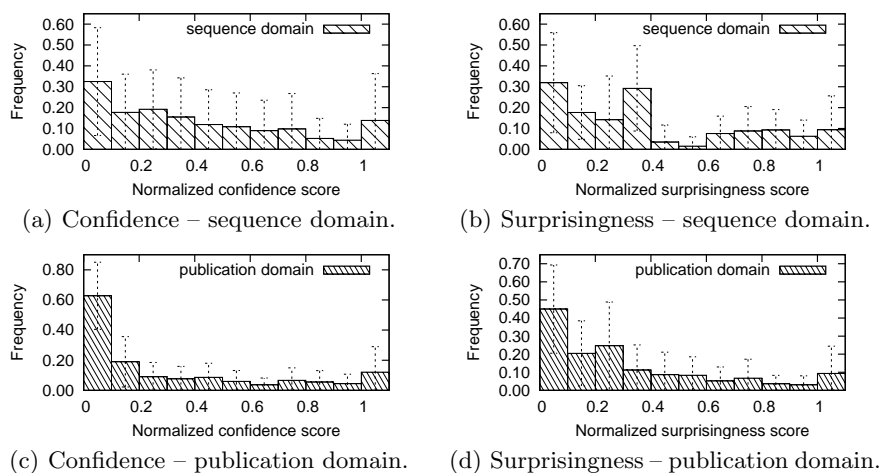 0.60
0.50
0.40
0.30
0.20
0.10
0.00
Frequency
sequence domain
0 0.2 0.4 0.6 0.8 1
Normalized confidence score
(a) Confidence – sequence domain.
0.60
0.50
0.40
0.30
0.20
0.10
0.00
Frequency
sequence domain
0 0.2 0.4 0.6 0.8 1
Normalized surprisingness score
(b) Surprisingness – sequence domain.
0.80
0.60
0.40
0.20
0.00
Frequency
publication domain
0 0.2 0.4 0.6 0.8 1
Normalized confidence score
(c) Confidence – publication domain.
0.70
0.60
0.50
0.40
0.30
0.20
0.10
0.00
Frequency
publication domain
0 0.2 0.4 0.6 0.8 1
Normalized surprisingness score
(d) Surprisingness – publication domain.